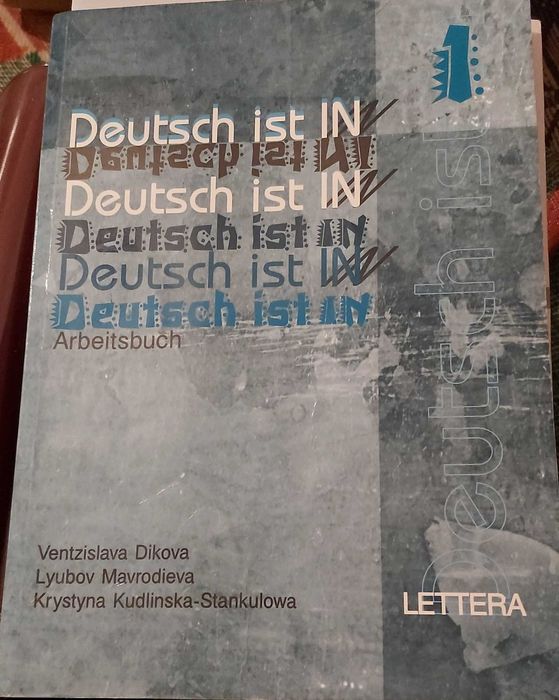 1
Deutsch ist IN
Deutsch ist IN
Deutsch ist IN
Deutsch ist IN
Deutsch ist IN
Deutsch ist IN
Arbeitsbuch
Deutsch ist
Ventzislava Dikova
Lyubov Mavrodieva
Krystyna Kudlinska-Stankulowa
LETTERA